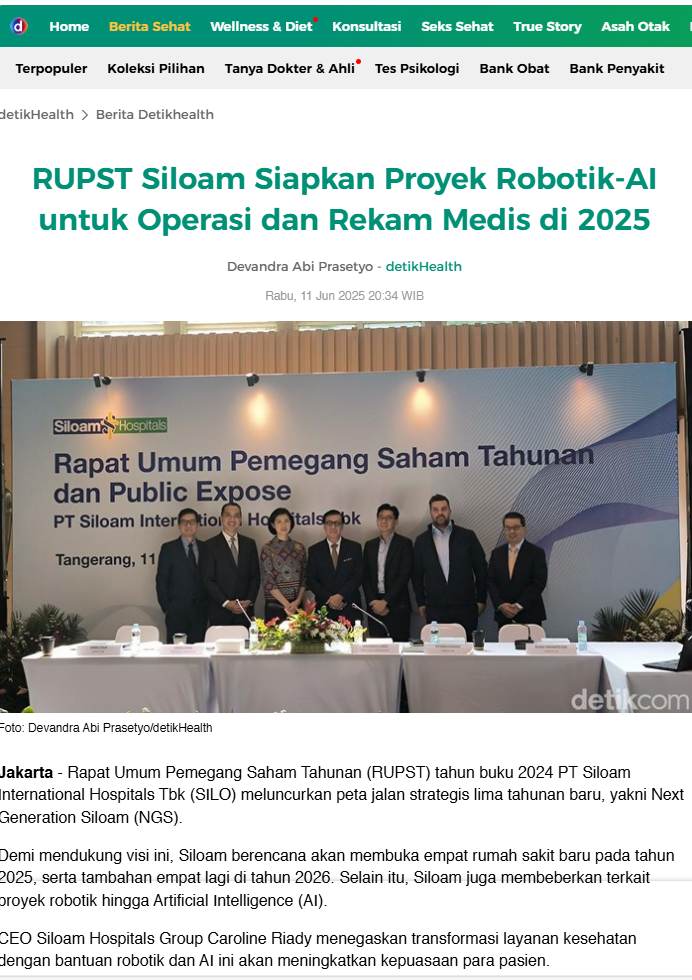 d Home Berita Sehat Wellness & Diet Konsultasi Seks Sehat True Story Asah Otak
Terpopuler Koleksi Pilihan Tanya Dokter & Ahli Tes Psikologi Bank Obat Bank Penyakit
detikHealth > Berita Detikhealth
RUPST Siloam Siapkan Proyek Robotik-AI
untuk Operasi dan Rekam Medis di 2025
Devandra Abi Prasetyo - detikHealth
Rabu, 11 Jun 2025 20:34 WIB
Siloam Hospitals
Rapat Umum Pemegang Saham Tahunan
dan Public Expose
PT Siloam International Hospitals Tbk
Tangerang, 11
detikcom
Foto: Devandra Abi Prasetyo/detikHealth
Jakarta - Rapat Umum Pemegang Saham Tahunan (RUPST) tahun buku 2024 PT Siloam
International Hospitals Tbk (SILO) meluncurkan peta jalan strategis lima tahunan baru, yakni Next
Generation Siloam (NGS).
Demi mendukung visi ini, Siloam berencana akan membuka empat rumah sakit baru pada tahun
2025, serta tambahan empat lagi di tahun 2026. Selain itu, Siloam juga membeberkan terkait
proyek robotik hingga Artificial Intelligence (AI).
CEO Siloam Hospitals Group Caroline Riady menegaskan transformasi layanan kesehatan
dengan bantuan robotik dan AI ini akan meningkatkan kepuasaan para pasien.